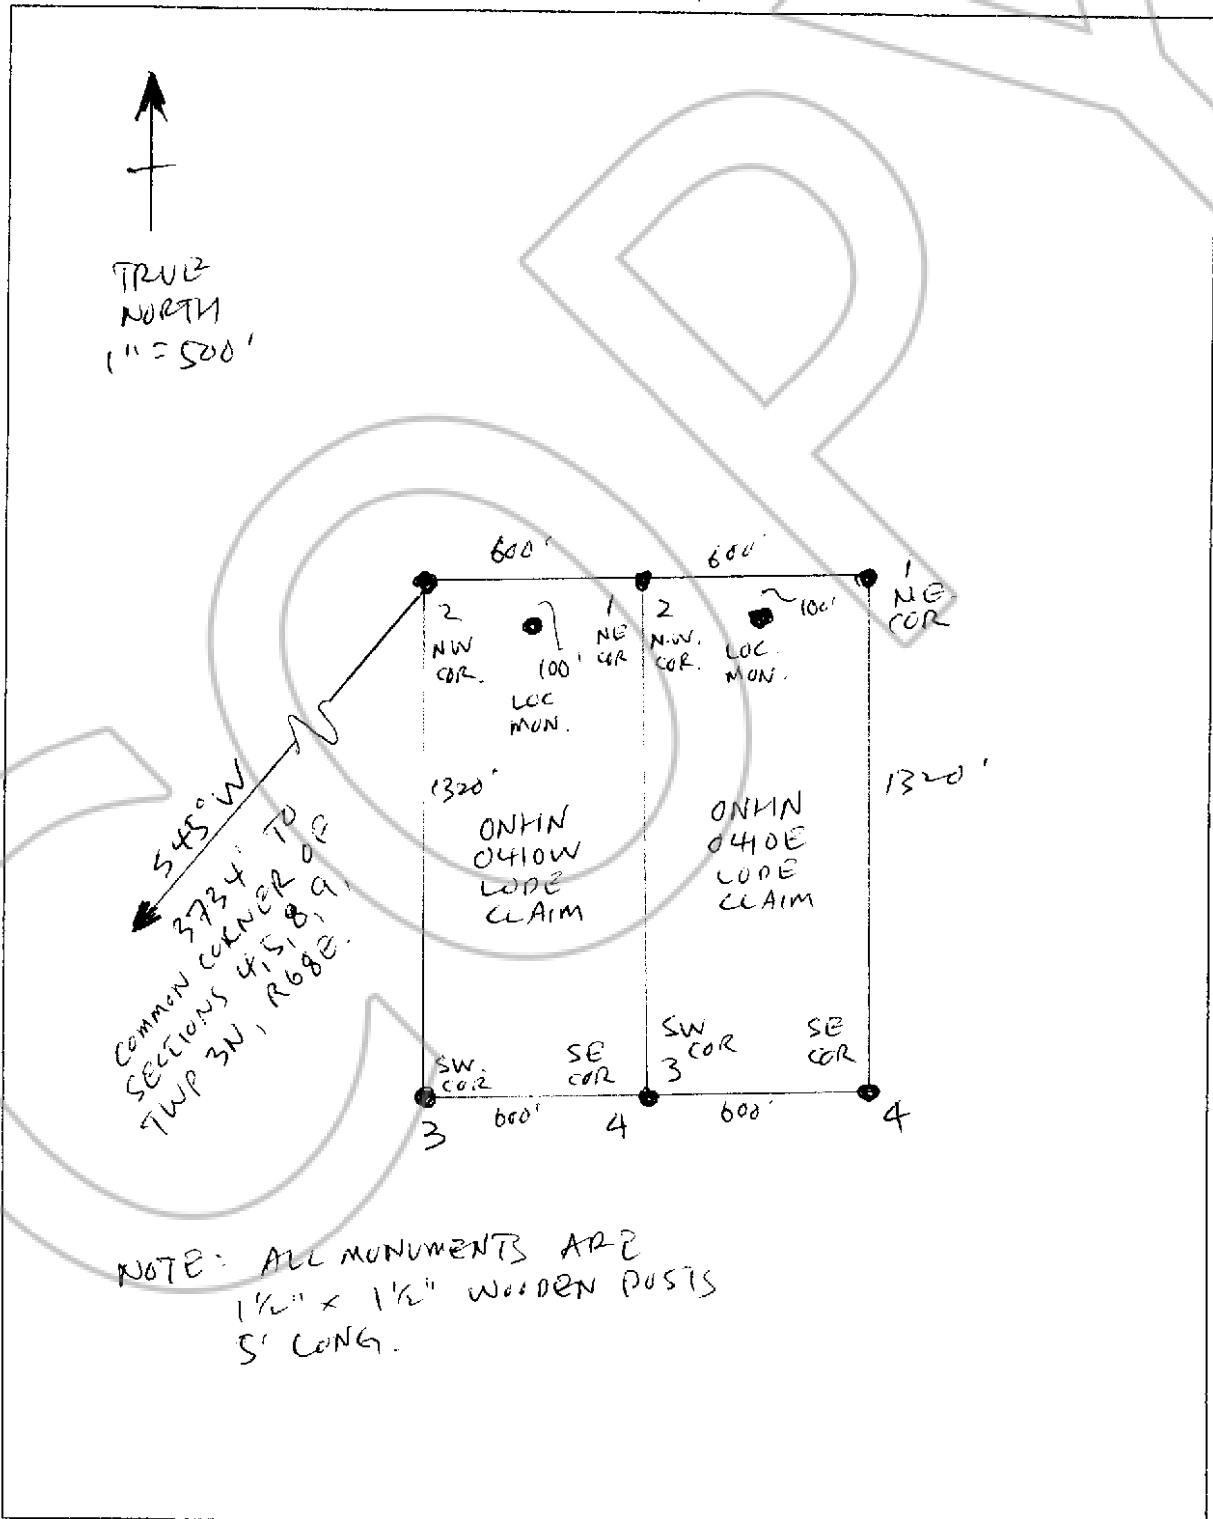 TRUE
NORTH
1" = 500'
600'
600'
2
NW
COR.
100'
LOC
MON.
1
NE
COR
2
N.W.
COR.
100'
LOC.
MON.
1
NE
COR
S45°W
3734' TO
COMMON CORNER OF
SECTIONS 4,5,8,9,
TWP 3N, R68E.
1320'
1320'
ONHN
0410W
LODE
CLAIM
ONHN
0410E
LODE
CLAIM
SW.
COR
SE
COR
SW
COR
3
SE
COR
3
600'
4
600'
4
NOTE: ALL MONUMENTS ARE
1½" x 1½" WOODEN POSTS
5' LONG.
COPY